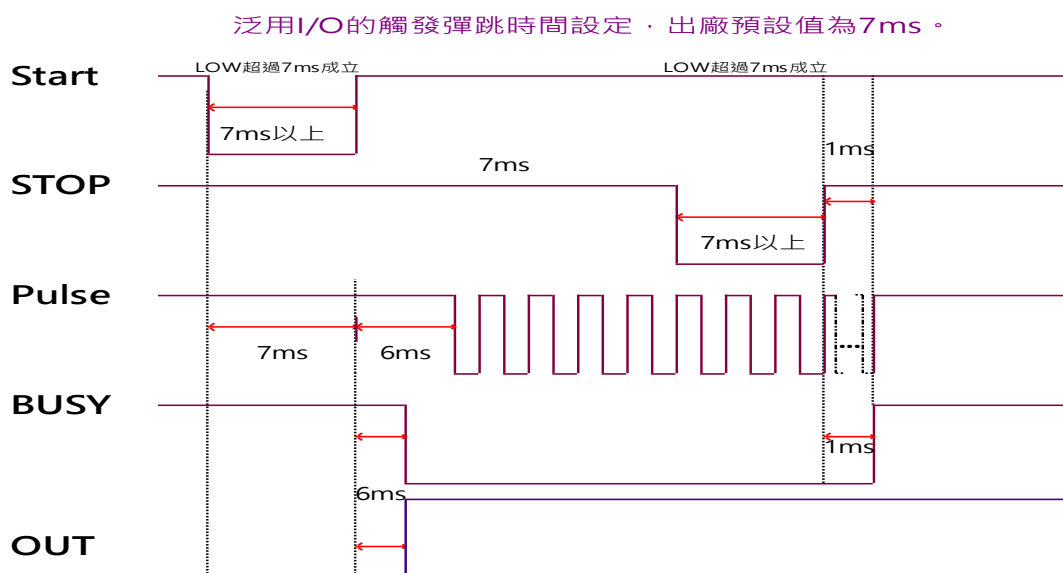 泛用I/O的觸發彈跳時間設定，出廠預設值為7ms。
Start
LOW超過7ms成立
LOW超過7ms成立
7ms以上
1ms
STOP
7ms
7ms以上
Pulse
7ms
6ms
BUSY
1ms
6ms
OUT